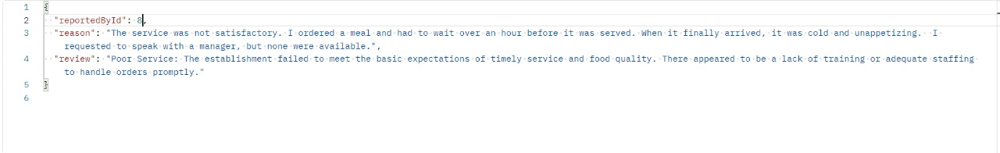 1 {
2 "reportedById": 8,
3 "reason": "The service was not satisfactory. I ordered a meal and had to wait over an hour before it was served. When it finally arrived, it was cold and unappetizing.  I
requested to speak with a manager, but none were available.",
4 "review": "Poor Service: The establishment failed to meet the basic expectations of timely service and food quality. There appeared to be a lack of training or adequate staffing
to handle orders promptly."
5 }
6